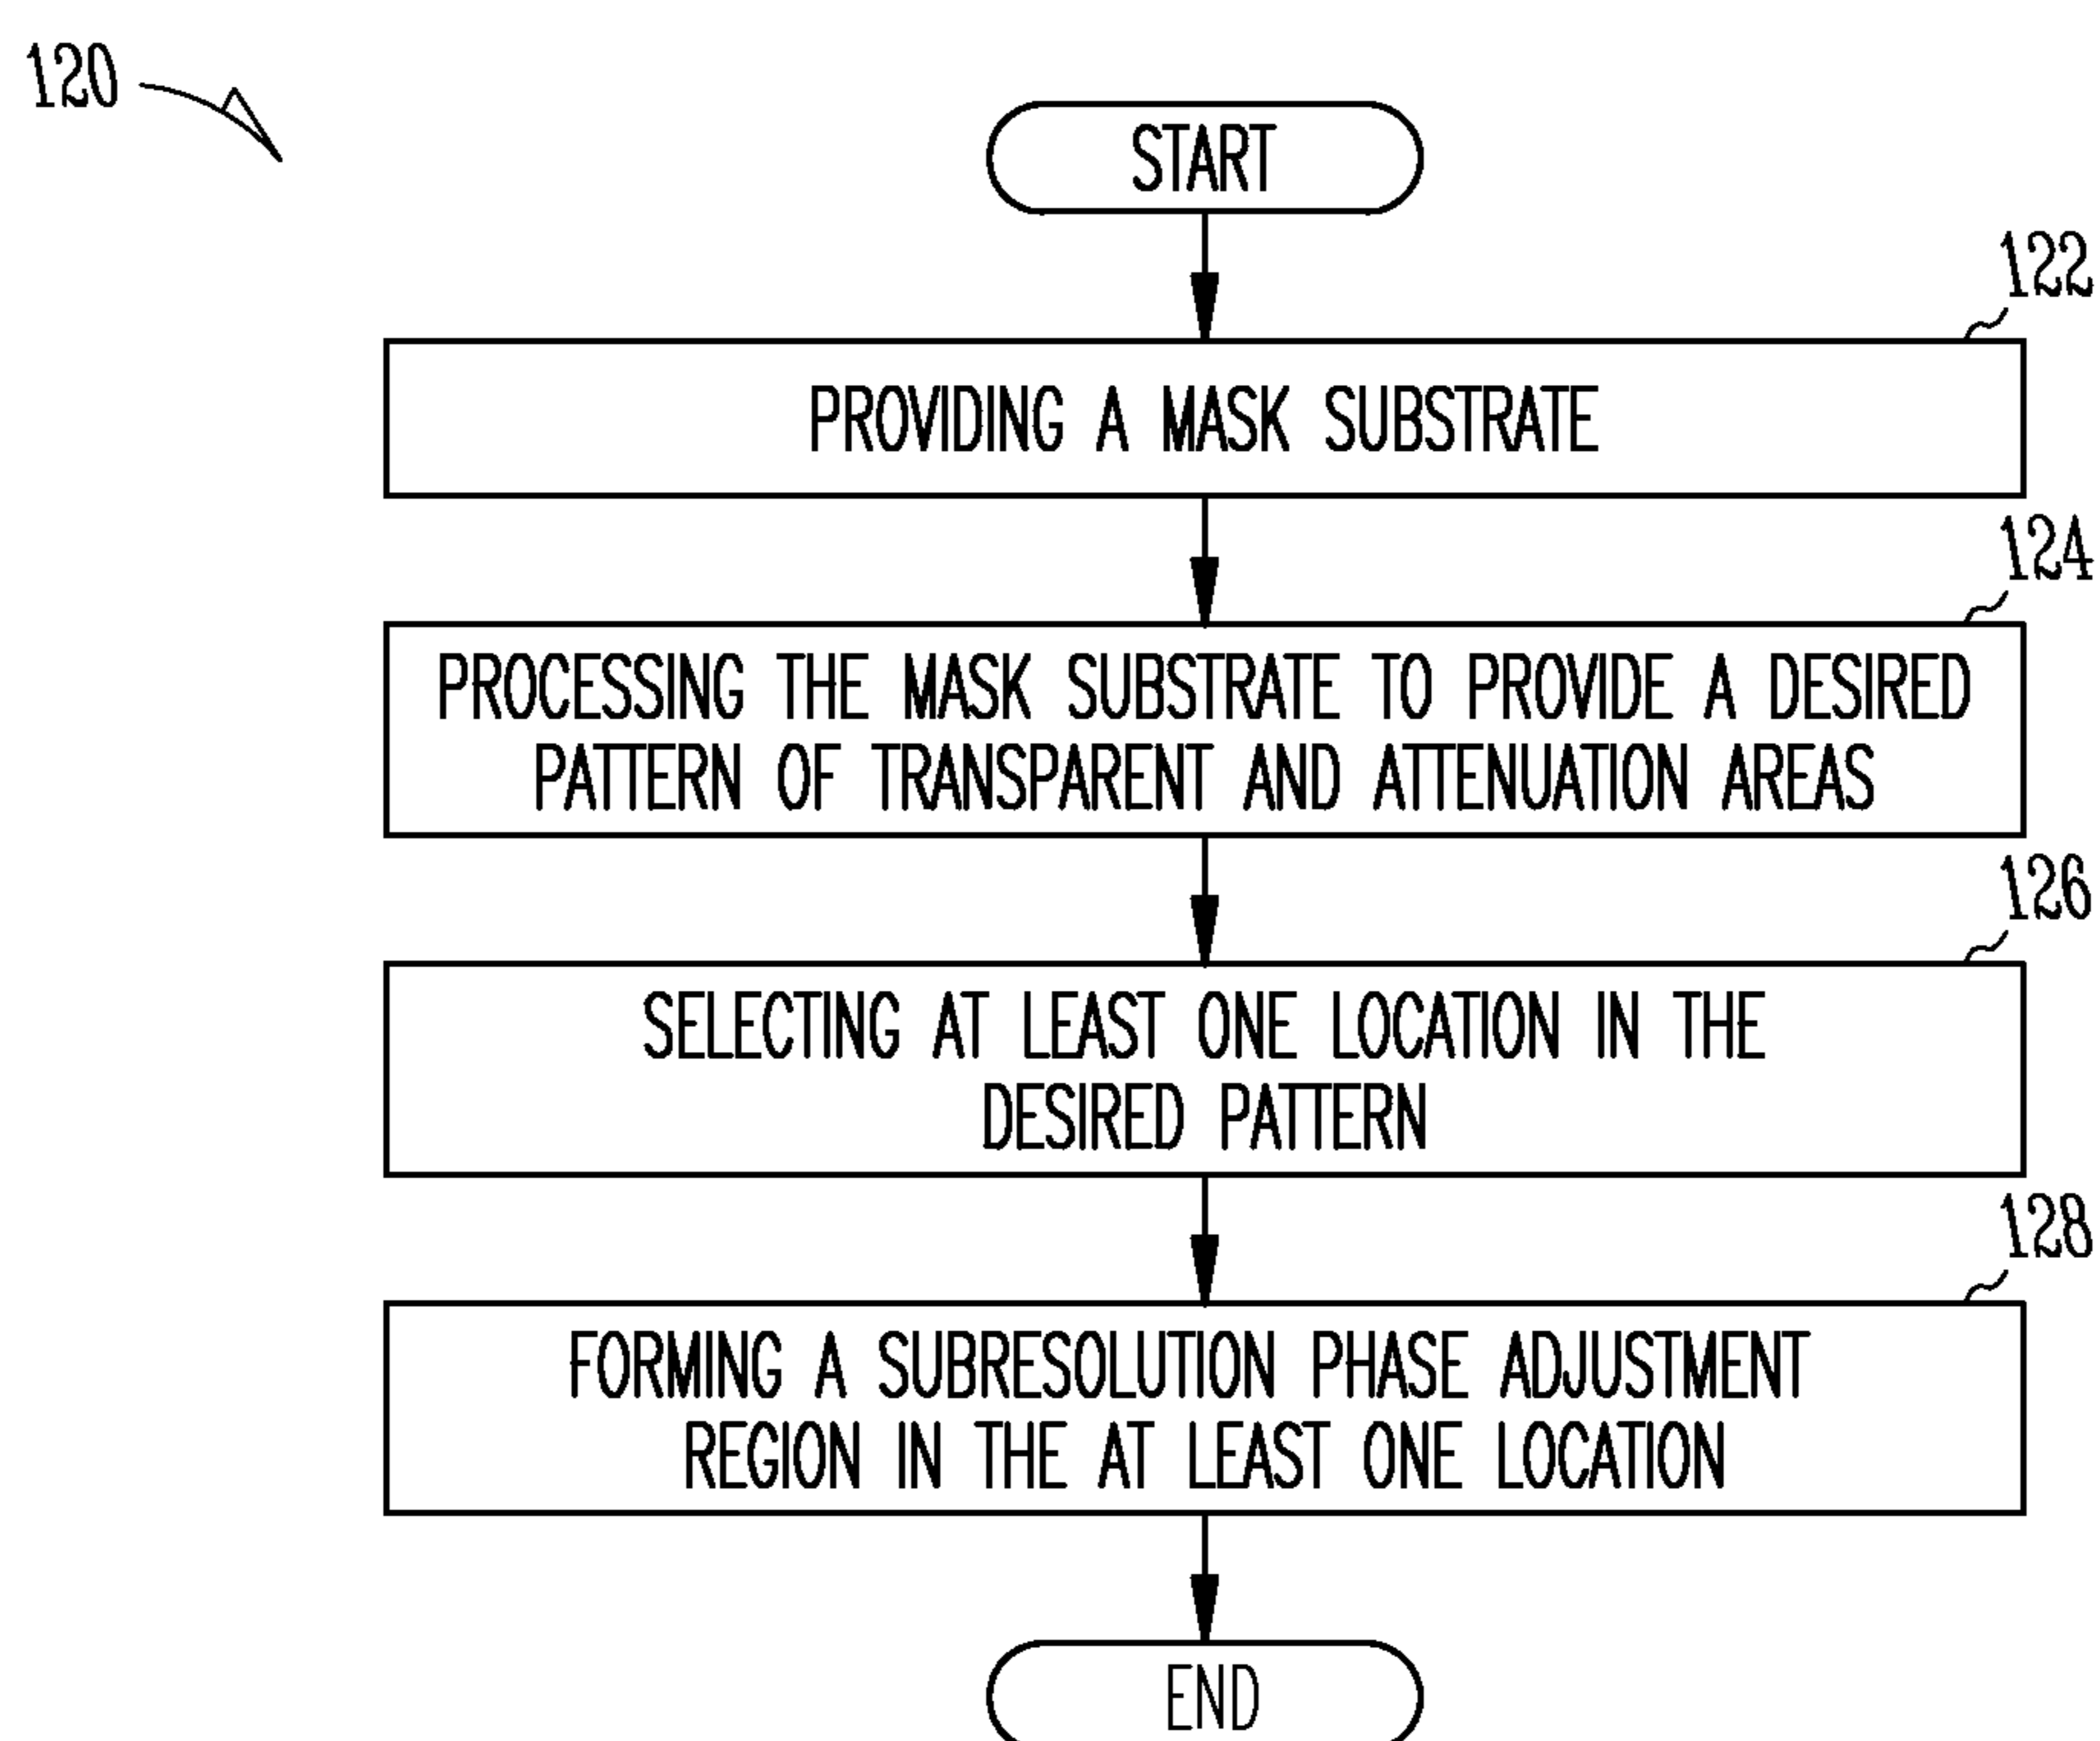 120
START
122
PROVIDING A MASK SUBSTRATE
124
PROCESSING THE MASK SUBSTRATE TO PROVIDE A DESIRED
PATTERN OF TRANSPARENT AND ATTENUATION AREAS
126
SELECTING AT LEAST ONE LOCATION IN THE
DESIRED PATTERN
128
FORMING A SUBRESOLUTION PHASE ADJUSTMENT
REGION IN THE AT LEAST ONE LOCATION
END